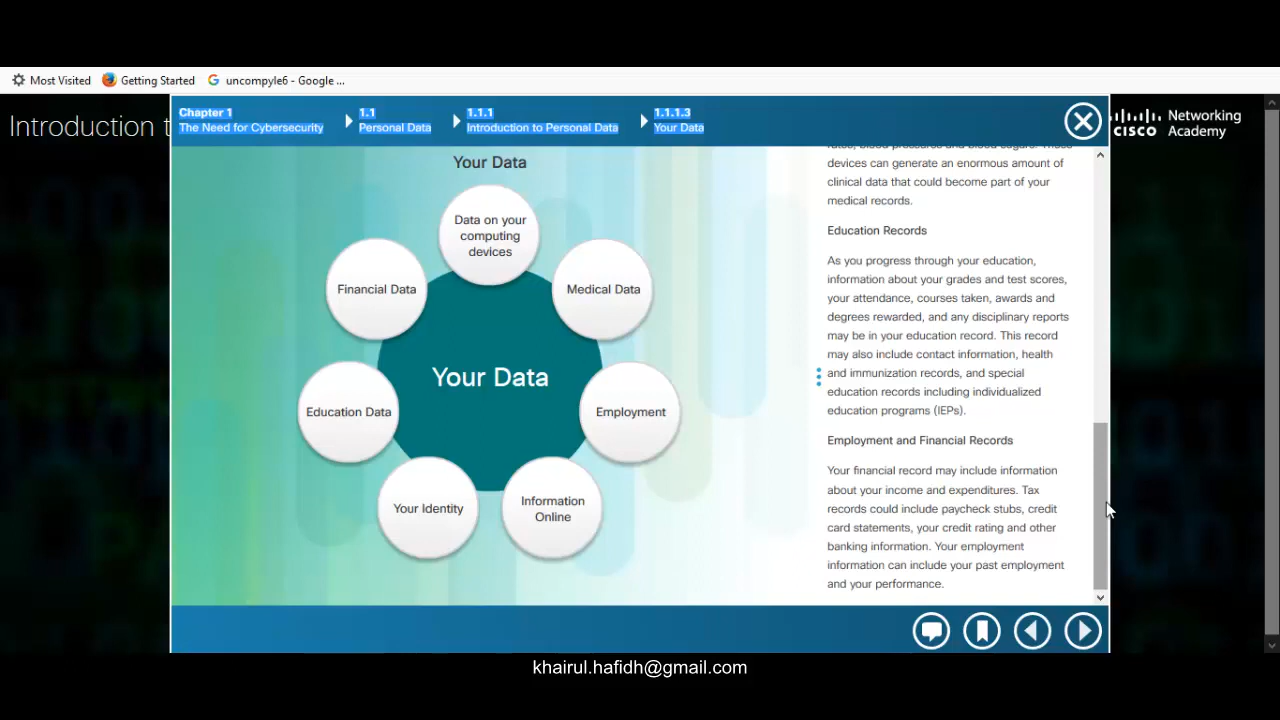 Most Visited Getting Started uncompyle6 - Google ...
Introduction t
Chapter 1
The Need for Cybersecurity
1.1
Personal Data
1.1.1
Introduction to Personal Data
1.1.1.3
Your Data
CISCO
Networking
Academy
Your Data
Data on your
computing
devices
Financial Data
Medical Data
Your Data
Education Data
Employment
Your Identity
Information
Online
devices can generate an enormous amount of
clinical data that could become part of your
medical records.
Education Records
As you progress through your education,
information about your grades and test scores,
your attendance, courses taken, awards and
degrees rewarded, and any disciplinary reports
may be in your education record. This record
may also include contact information, health
and immunization records, and special
education records including individualized
education programs (IEPs).
Employment and Financial Records
Your financial record may include information
about your income and expenditures. Tax
records could include paycheck stubs, credit
card statements, your credit rating and other
banking information. Your employment
information can include your past employment
and your performance.
khairul.hafidh@gmail.com